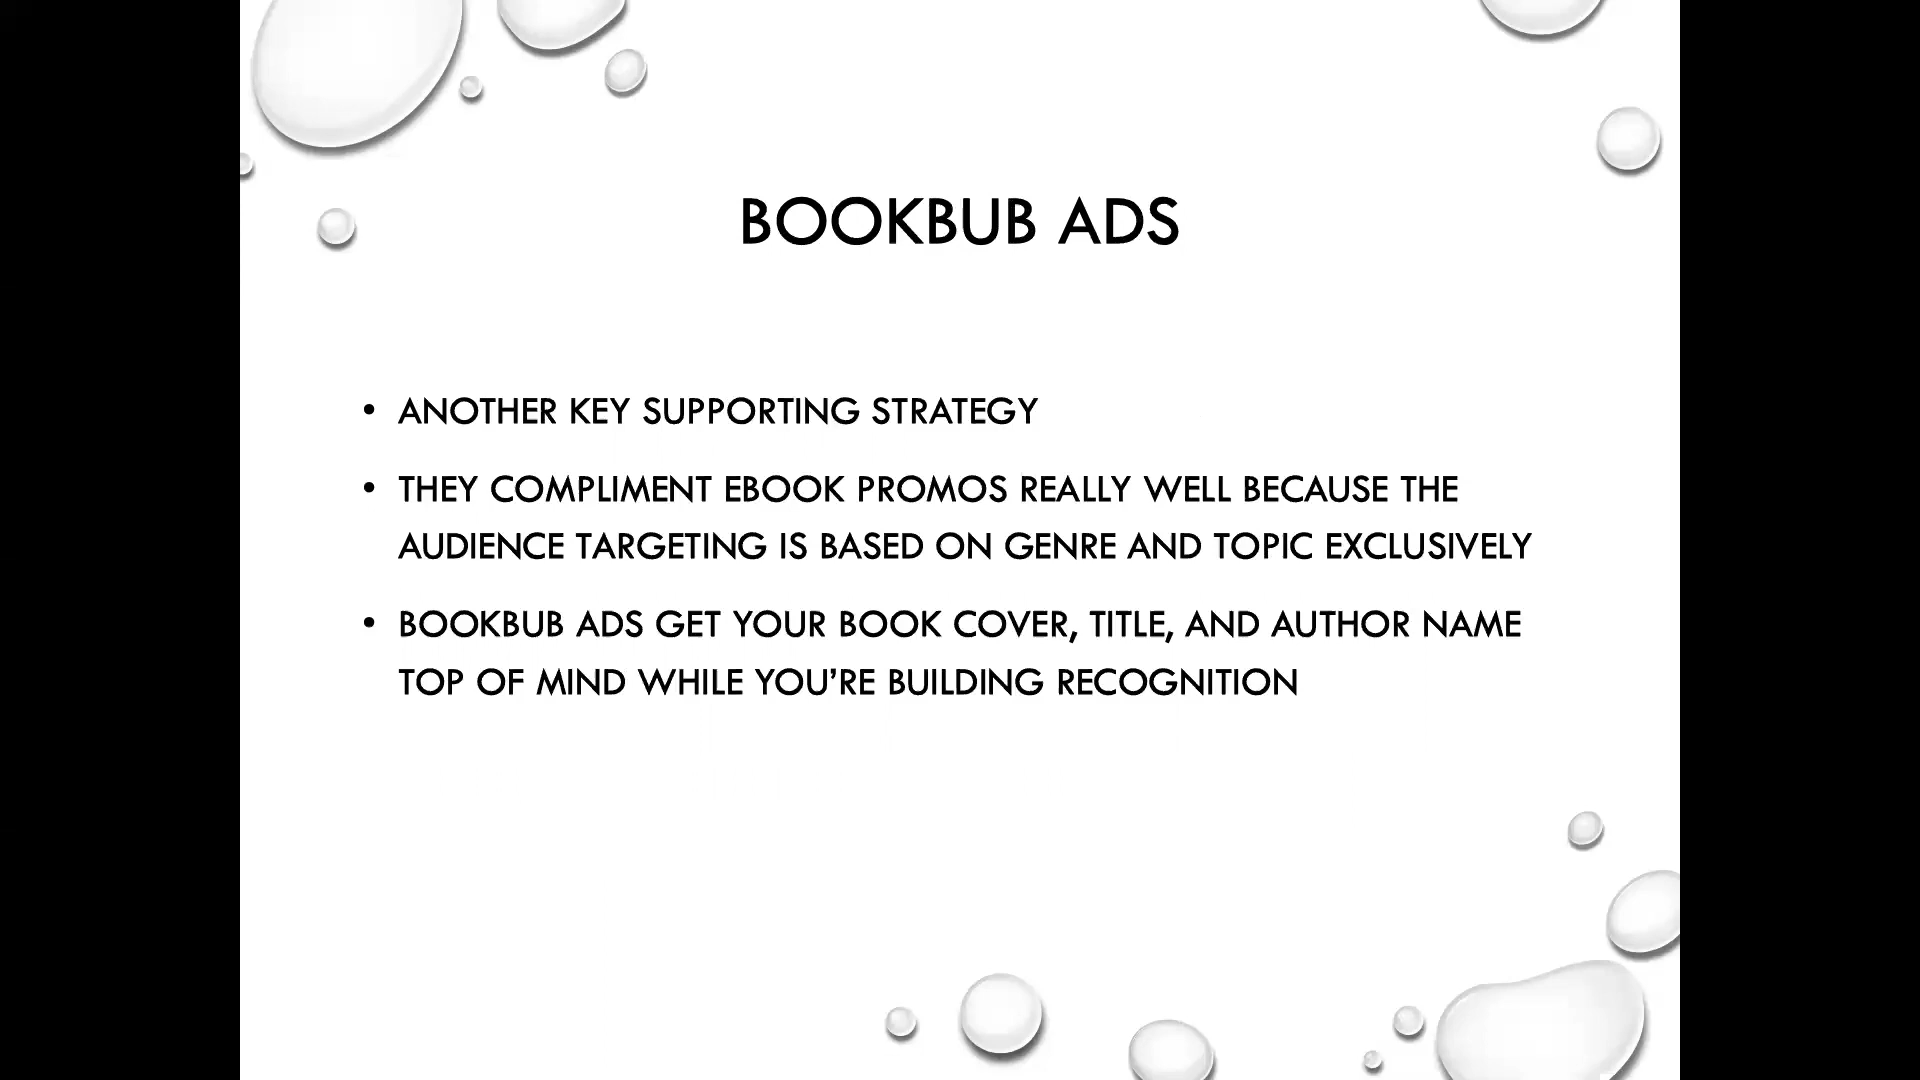 BOOKBUB ADS
• ANOTHER KEY SUPPORTING STRATEGY
• THEY COMPLIMENT EBOOK PROMOS REALLY WELL BECAUSE THE
AUDIENCE TARGETING IS BASED ON GENRE AND TOPIC EXCLUSIVELY
• BOOKBUB ADS GET YOUR BOOK COVER, TITLE, AND AUTHOR NAME
TOP OF MIND WHILE YOU’RE BUILDING RECOGNITION